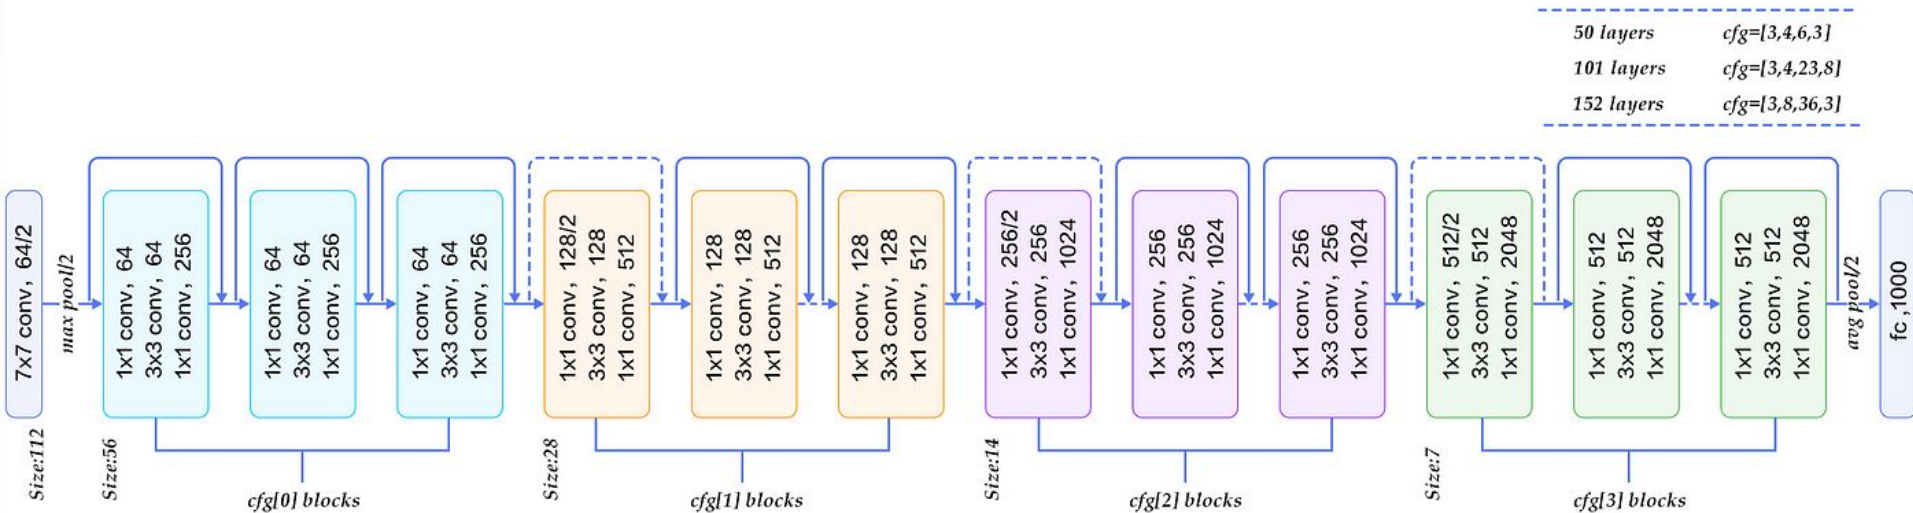 50 layers cfg=[3,4,6,3]
101 layers cfg=[3,4,23,8]
152 layers cfg=[3,8,36,3]
7x7 conv, 64/2
max pool/2
1x1 conv, 64
3x3 conv, 64
1x1 conv, 256
1x1 conv, 64
3x3 conv, 64
1x1 conv, 256
1x1 conv, 64
3x3 conv, 64
1x1 conv, 256
1x1 conv, 128/2
3x3 conv, 128
1x1 conv, 512
1x1 conv, 128
3x3 conv, 128
1x1 conv, 512
1x1 conv, 128
3x3 conv, 128
1x1 conv, 512
1x1 conv, 256/2
3x3 conv, 256
1x1 conv, 1024
1x1 conv, 256
3x3 conv, 256
1x1 conv, 1024
1x1 conv, 256
3x3 conv, 256
1x1 conv, 1024
1x1 conv, 512/2
3x3 conv, 512
1x1 conv, 2048
1x1 conv, 512
3x3 conv, 512
1x1 conv, 2048
1x1 conv, 512
3x3 conv, 512
1x1 conv, 2048
avg pool/2
fc ,1000
Size:112
Size:56
cfg[0] blocks
Size:28
cfg[1] blocks
Size:14
cfg[2] blocks
Size:7
cfg[3] blocks